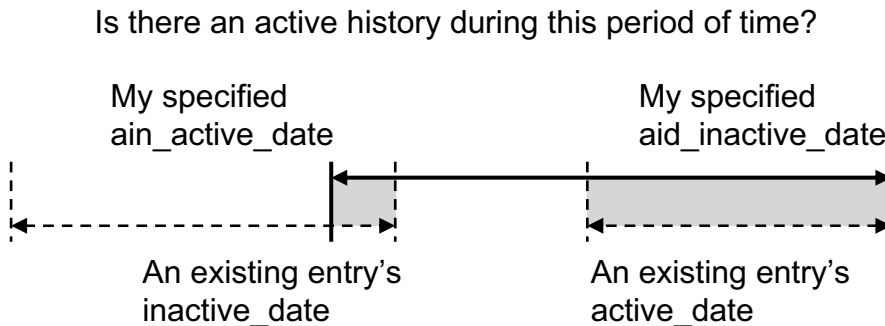 Is there an active history during this period of time?
My specified
ain_active_date
My specified
aid_inactive_date
An existing entry’s
inactive_date
An existing entry’s
active_date